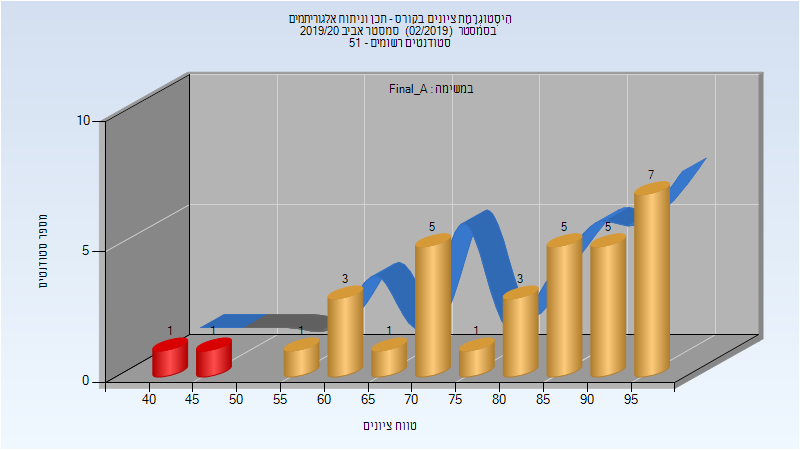 היסטוגרמת ציונים בקורס - תכן וניתוח אלגוריתמים
בסמסטר (02/2019) סמסטר אביב 2019/20
סטודנטים רשומים - 51
במשימה : Final_A
מספר סטודנטים
10
5
0
1
1
1
3
1
5
1
3
5
5
7
40 45 50 55 60 65 70 75 80 85 90 95
טווח ציונים